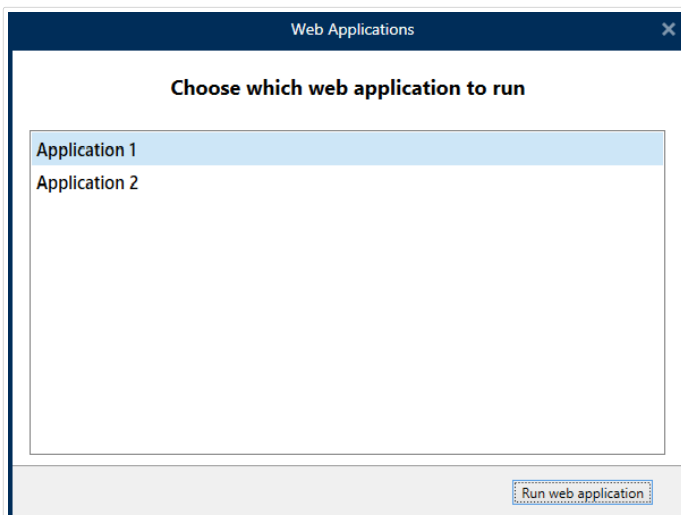 Web Applications
Choose which web application to run
Application 1
Application 2
Run web application